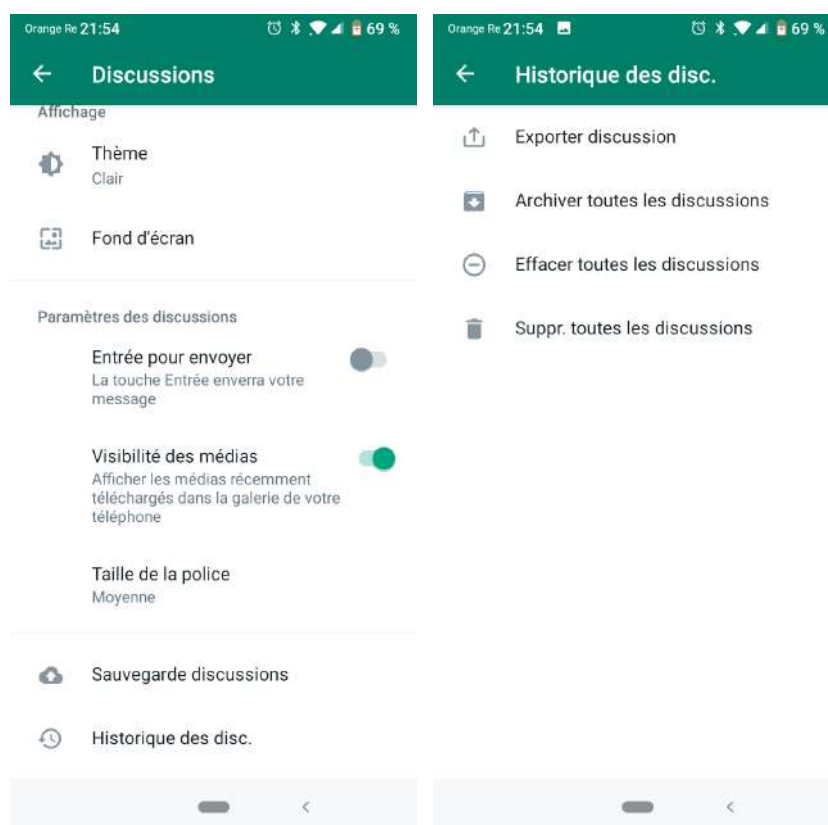 Orange Re 21:54 69 %
Discussions
Affichage
Thème
Clair
Fond d'écran
Paramètres des discussions
Entrée pour envoyer
La touche Entrée enverra votre
message
Visibilité des médias
Afficher les médias récemment
téléchargés dans la galerie de votre
téléphone
Taille de la police
Moyenne
Sauvegarde discussions
Historique des disc.
Orange Re 21:54 69 %
Historique des disc.
Exporter discussion
Archiver toutes les discussions
Effacer toutes les discussions
Suppr. toutes les discussions